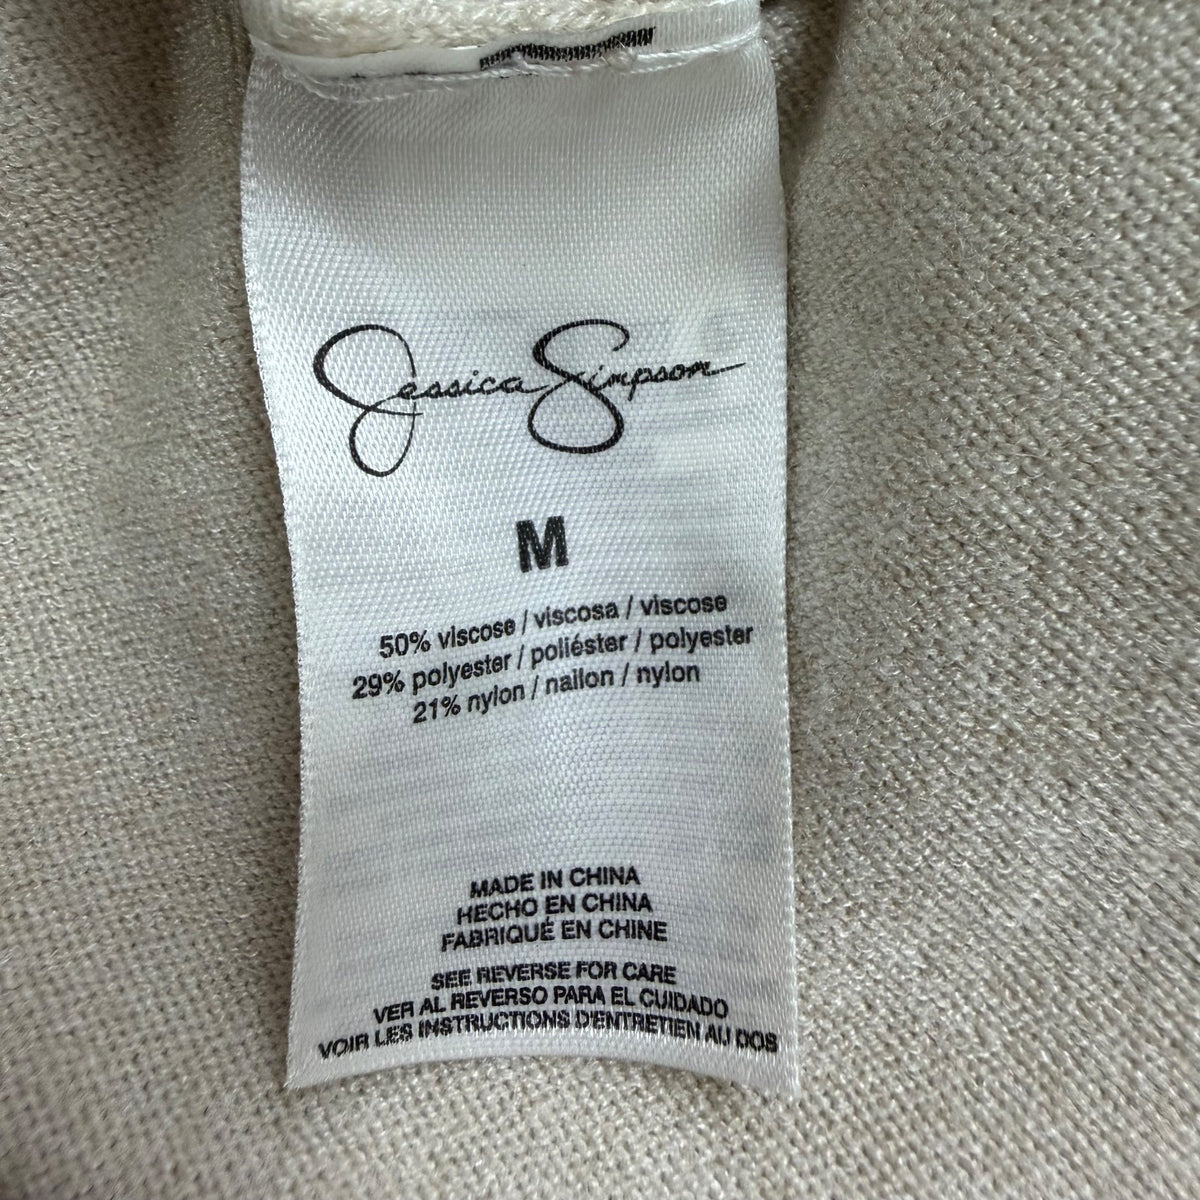 Jessica Simpson
M
50% viscose / viscosa / viscose
29% polyester / poliéster / polyester
21% nylon / nailon / nylon
MADE IN CHINA
HECHO EN CHINA
FABRIQUÉ EN CHINE
SEE REVERSE FOR CARE
VER AL REVERSO PARA EL CUIDADO
VOIR LES INSTRUCTIONS D'ENTRETIEN AU DOS